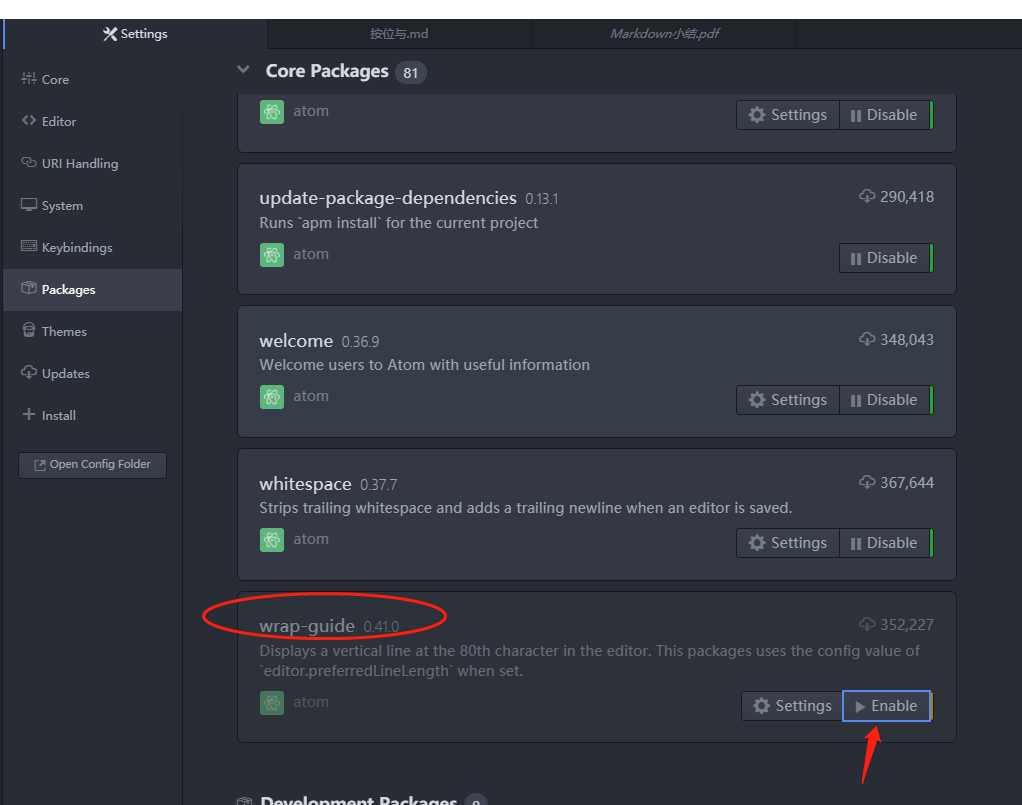 Settings
按位与.md
Markdown小结.pdf
Core
Editor
URI Handling
System
Keybindings
Packages
Themes
Updates
Install
Open Config Folder
Core Packages 81
atom
Settings Disable
update-package-dependencies 0.13.1 290,418
Runs `apm install` for the current project
atom
Disable
welcome 0.36.9 348,043
Welcome users to Atom with useful information
atom
Settings Disable
whitespace 0.37.7 367,644
Strips trailing whitespace and adds a trailing newline when an editor is saved.
atom
Settings Disable
wrap-guide 0.41.0 352,227
Displays a vertical line at the 80th character in the editor. This packages uses the config value of
`editor.preferredLineLength` when set.
atom
Settings Enable
Development Packages 0